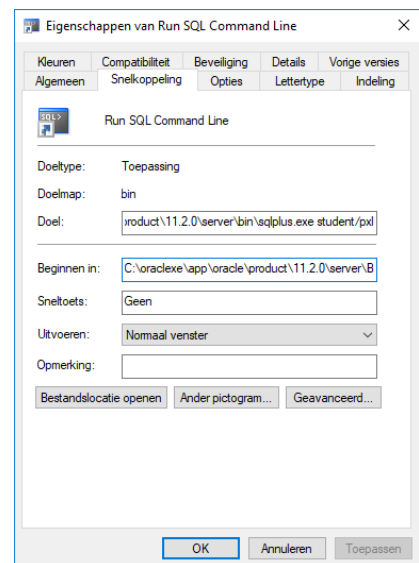 Eigenschappen van Run SQL Command Line
Kleuren Compatibiliteit Beveiliging Details Vorige versies
Algemeen Snelkoppeling Opties Lettertype Indeling
SQL>
Run SQL Command Line
Doeltype: Toepassing
Doelmap: bin
Doel: product\11.2.0\server\bin\sqlplus.exe student/pxl
Beginnen in: C:\oraclexe\app\oracle\product\11.2.0\server\B
Sneltoets: Geen
Uitvoeren: Normaal venster
Opmerking:
Bestandslocatie openen Ander pictogram... Geavanceerd...
OK Annuleren Toepassen